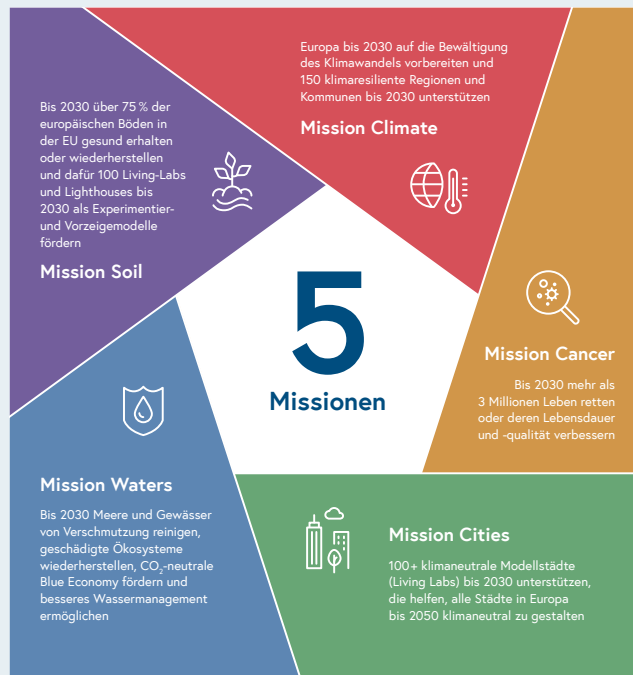 Europa bis 2030 auf die Bewältigung
des Klimawandels vorbereiten und
150 klimaresiliente Regionen und
Kommunen bis 2030 unterstützen
Mission Climate
Bis 2030 über 75 % der
europäischen Böden in
der EU gesund erhalten
oder wiederherstellen
und dafür 100 Living-Labs
und Lighthouses bis
2030 als Experimentier-
und Vorzeigemodelle
fördern
Mission Soil
5
Missionen
Mission Cancer
Bis 2030 mehr als
3 Millionen Leben retten
oder deren Lebensdauer
und -qualität verbessern
Mission Waters
Bis 2030 Meere und Gewässer
von Verschmutzung reinigen,
geschädigte Ökosysteme
wiederherstellen, CO₂-neutrale
Blue Economy fördern und
besseres Wassermanagement
ermöglichen
Mission Cities
100+ klimaneutrale Modellstädte
(Living Labs) bis 2030 unterstützen,
die helfen, alle Städte in Europa
bis 2050 klimaneutral zu gestalten